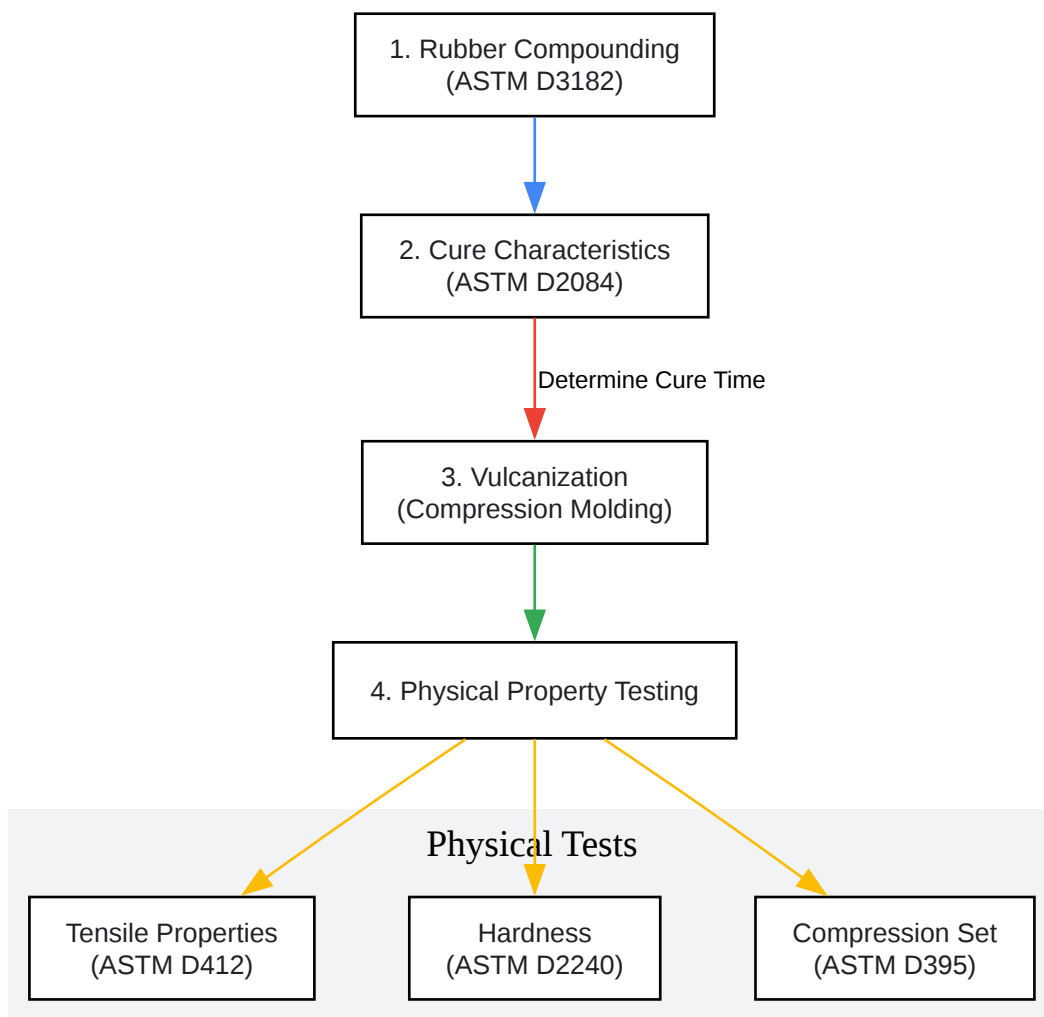 1. Rubber Compounding
(ASTM D3182)
2. Cure Characteristics
(ASTM D2084)
Determine Cure Time
3. Vulcanization
(Compression Molding)
4. Physical Property Testing
Physical Tests
Tensile Properties
(ASTM D412)
Hardness
(ASTM D2240)
Compression Set
(ASTM D395)